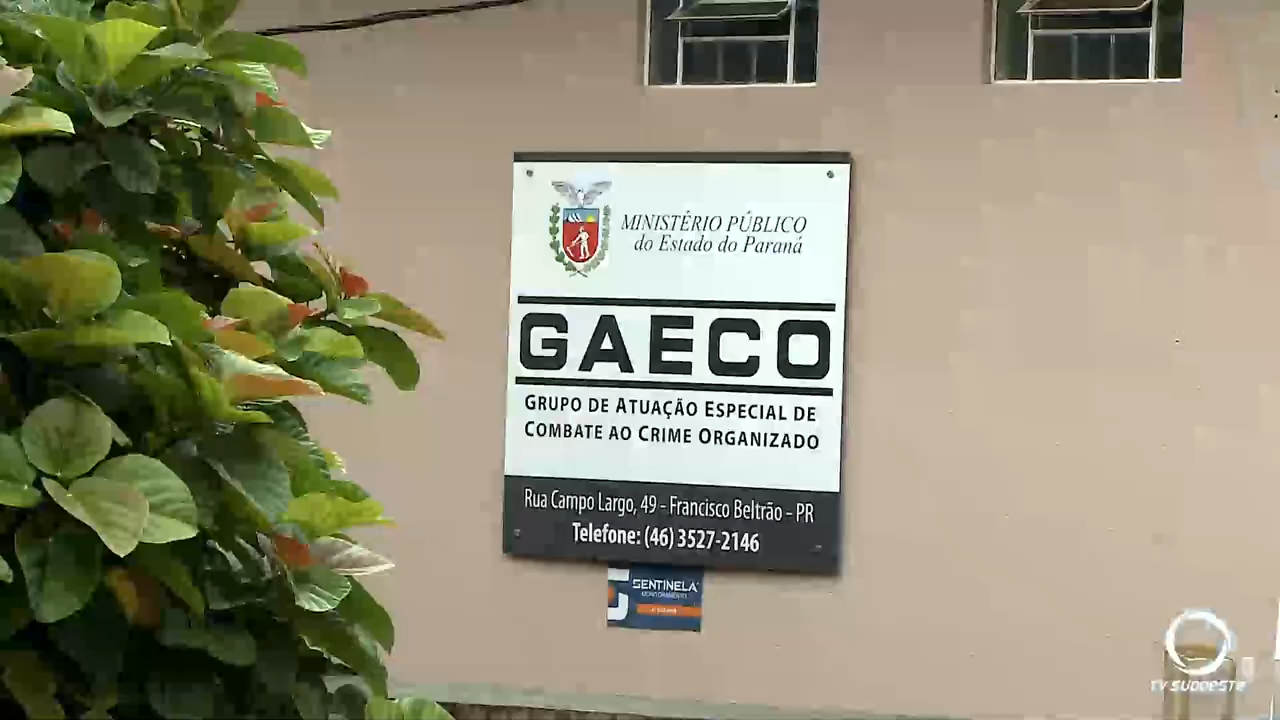 MINISTÉRIO PÚBLICO
do Estado do Paraná
GAECO
GRUPO DE ATUAÇÃO ESPECIAL DE
COMBATE AO CRIME ORGANIZADO
Rua Campo Largo, 49 - Francisco Beltrão - PR
Telefone: (46) 3527-2146
SENTINELA
MONITORAMENTO
TV SUDOESTE